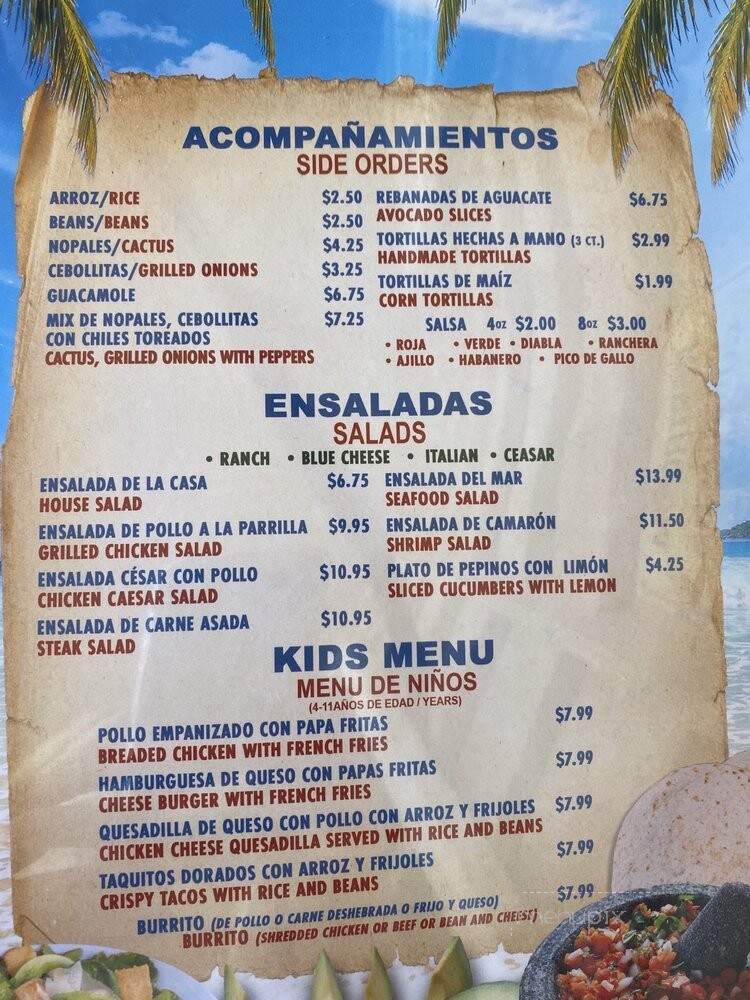 ACOMPAÑAMIENTOS
SIDE ORDERS
ARROZ/RICE $2.50
BEANS/BEANS $2.50
NOPALES/CACTUS $4.25
CEBOLLITAS/GRILLED ONIONS $3.25
GUACAMOLE $6.75
MIX DE NOPALES, CEBOLLITAS $7.25
CON CHILES TOREADOS
CACTUS, GRILLED ONIONS WITH PEPPERS
REBANADAS DE AGUACATE $6.75
AVOCADO SLICES
TORTILLAS HECHAS A MANO (3 CT.) $2.99
HANDMADE TORTILLAS
TORTILLAS DE MAÍZ $1.99
CORN TORTILLAS
SALSA 4oz $2.00 8oz $3.00
• ROJA • VERDE • DIABLA • RANCHERA
• AJILLO • HABANERO • PICO DE GALLO
ENSALADAS
SALADS
• RANCH • BLUE CHEESE • ITALIAN • CEASAR
ENSALADA DE LA CASA $6.75
HOUSE SALAD
ENSALADA DE POLLO A LA PARRILLA $9.95
GRILLED CHICKEN SALAD
ENSALADA CÉSAR CON POLLO $10.95
CHICKEN CAESAR SALAD
ENSALADA DE CARNE ASADA $10.95
STEAK SALAD
ENSALADA DEL MAR $13.99
SEAFOOD SALAD
ENSALADA DE CAMARÓN $11.50
SHRIMP SALAD
PLATO DE PEPINOS CON LIMÓN $4.25
SLICED CUCUMBERS WITH LEMON
KIDS MENU
MENU DE NIÑOS
(4-11AÑOS DE EDAD / YEARS)
POLLO EMPANIZADO CON PAPA FRITAS $7.99
BREADED CHICKEN WITH FRENCH FRIES
HAMBURGUESA DE QUESO CON PAPAS FRITAS $7.99
CHEESE BURGER WITH FRENCH FRIES
QUESADILLA DE QUESO CON POLLO CON ARROZ Y FRIJOLES $7.99
CHICKEN CHEESE QUESADILLA SERVED WITH RICE AND BEANS
TAQUITOS DORADOS CON ARROZ Y FRIJOLES $7.99
CRISPY TACOS WITH RICE AND BEANS
BURRITO (DE POLLO O CARNE DESHEBRADA O FRIJO Y QUESO) $7.99
BURRITO (SHREDDED CHICKEN OR BEEF OR BEAN AND CHEESE)
menupix